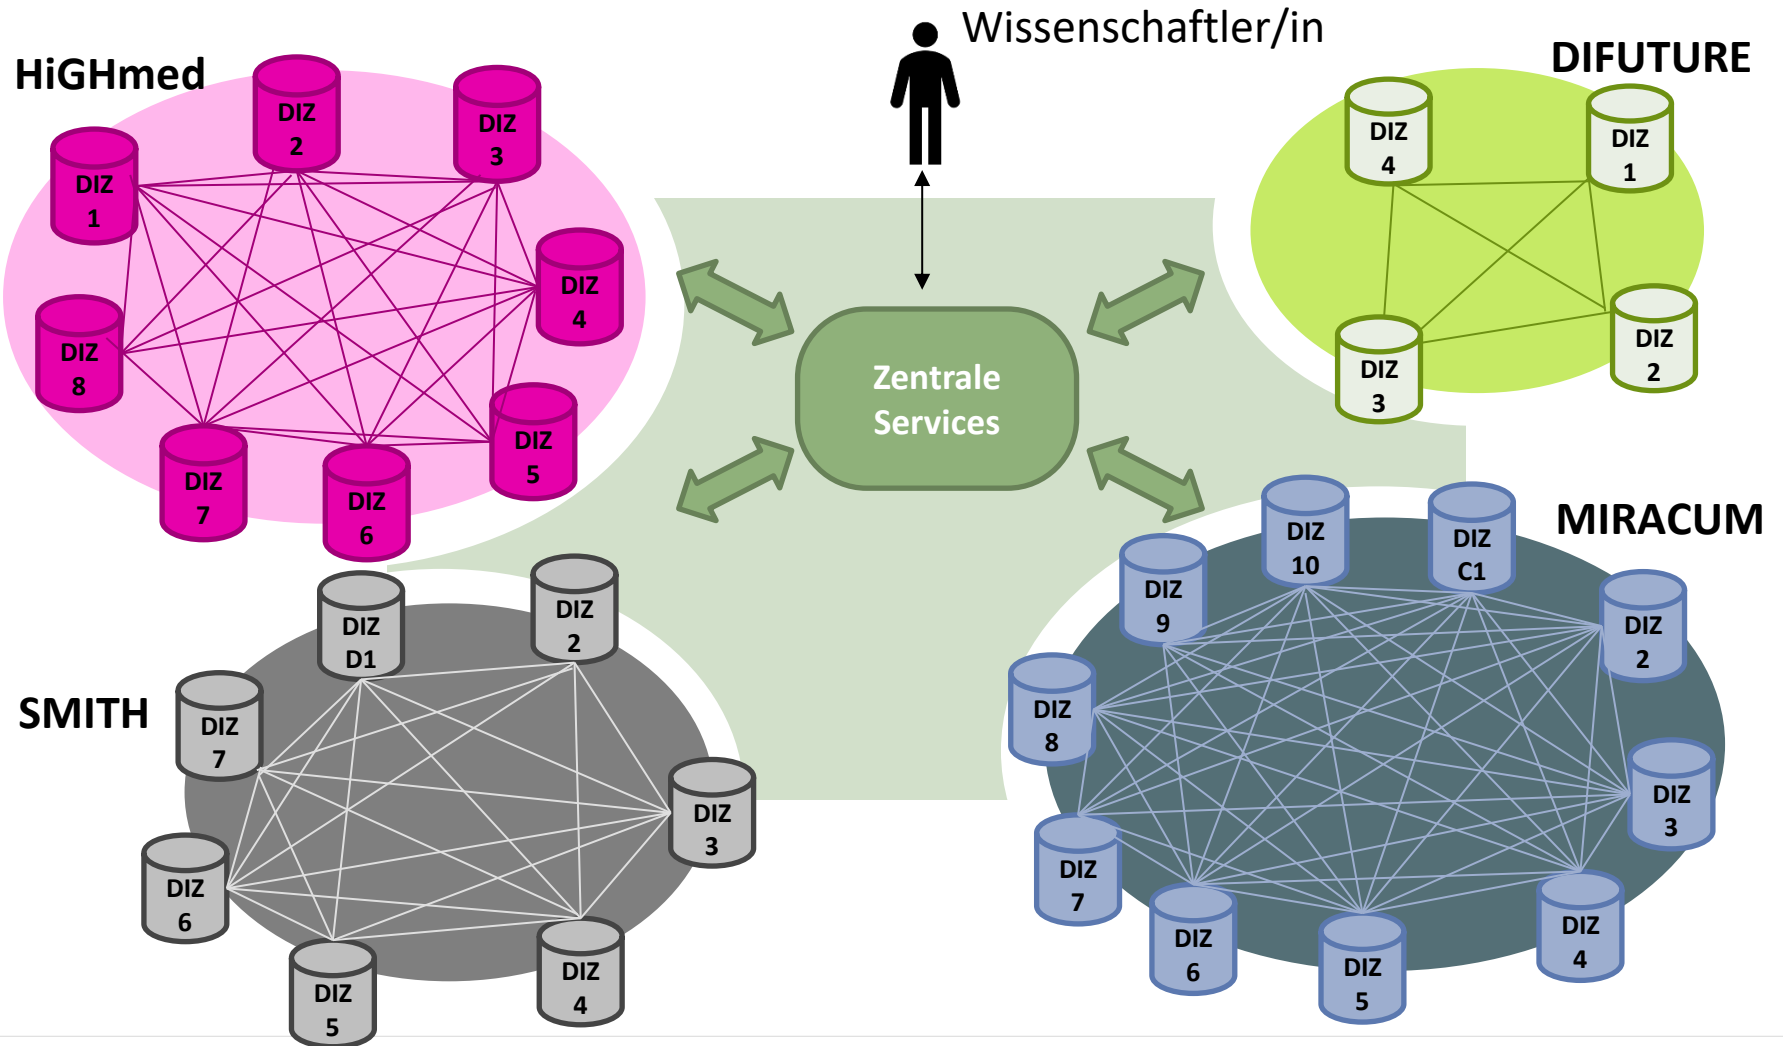 Wissenschaftler/in
HiGHmed
DIZ
1
DIZ
2
DIZ
3
DIZ
4
DIZ
5
DIZ
6
DIZ
7
DIZ
8
DIFUTURE
DIZ
4
DIZ
1
DIZ
2
DIZ
3
Zentrale
Services
SMITH
DIZ
D1
DIZ
2
DIZ
3
DIZ
4
DIZ
5
DIZ
6
DIZ
7
MIRACUM
DIZ
C1
DIZ
2
DIZ
3
DIZ
4
DIZ
5
DIZ
6
DIZ
7
DIZ
8
DIZ
9
DIZ
10